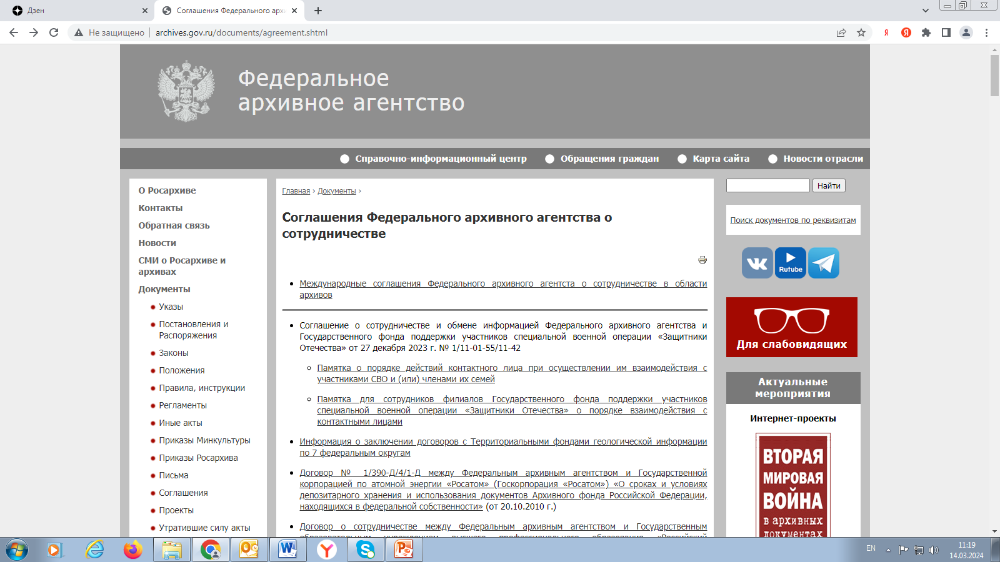 Дзен
Соглашения Федерального архи
Не защищено
archives.gov.ru/documents/agreement.shtml
Федеральное
архивное агентство
Справочно-информационный центр
Обращения граждан
Карта сайта
Новости отрасли
О Росархиве
Контакты
Обратная связь
Новости
СМИ о Росархиве и
архивах
Документы
Указы
Постановления и
Распоряжения
Законы
Положения
Правила, инструкции
Регламенты
Иные акты
Приказы Минкультуры
Приказы Росархива
Письма
Соглашения
Проекты
Утратившие силу акты
Главная › Документы ›
Соглашения Федерального архивного агентства о
сотрудничестве
Международные соглашения Федерального архивного агентста о сотрудничестве в области
архивов
Соглашение о сотрудничестве и обмене информацией Федерального архивного агентства и
Государственного фонда поддержки участников специальной военной операции «Защитники
Отечества» от 27 декабря 2023 г. № 1/11-01-55/11-42
Памятка о порядке действий контактного лица при осуществлении им взаимодействия с
участниками СВО и (или) членами их семей
Памятка для сотрудников филиалов Государственного фонда поддержки участников
специальной военной операции «Защитники Отечества» о порядке взаимодействия с
контактными лицами
Информация о заключении договоров с Территориальными фондами геологической информации
по 7 федеральным округам
Договор № 1/390-Д/4/1-Д между Федеральным архивным агентством и Государственной
корпорацией по атомной энергии «Росатом» (Госкорпорация «Росатом») «О сроках и условиях
депозитарного хранения и использования документов Архивного фонда Российской Федерации,
находящихся в федеральной собственности» (от 20.10.2010 г.)
Договор о сотрудничестве между Федеральным архивным агентством и Государственным
образовательным учреждением высшего профессионального образования «Российский
Найти
Поиск документов по реквизитам
Rutube
Для слабовидящих
Актуальные
мероприятия
Интернет-проекты
ВТОРАЯ
МИРОВАЯ
ВОЙНА
в архивных
документах
EN
11:19
14.03.2024